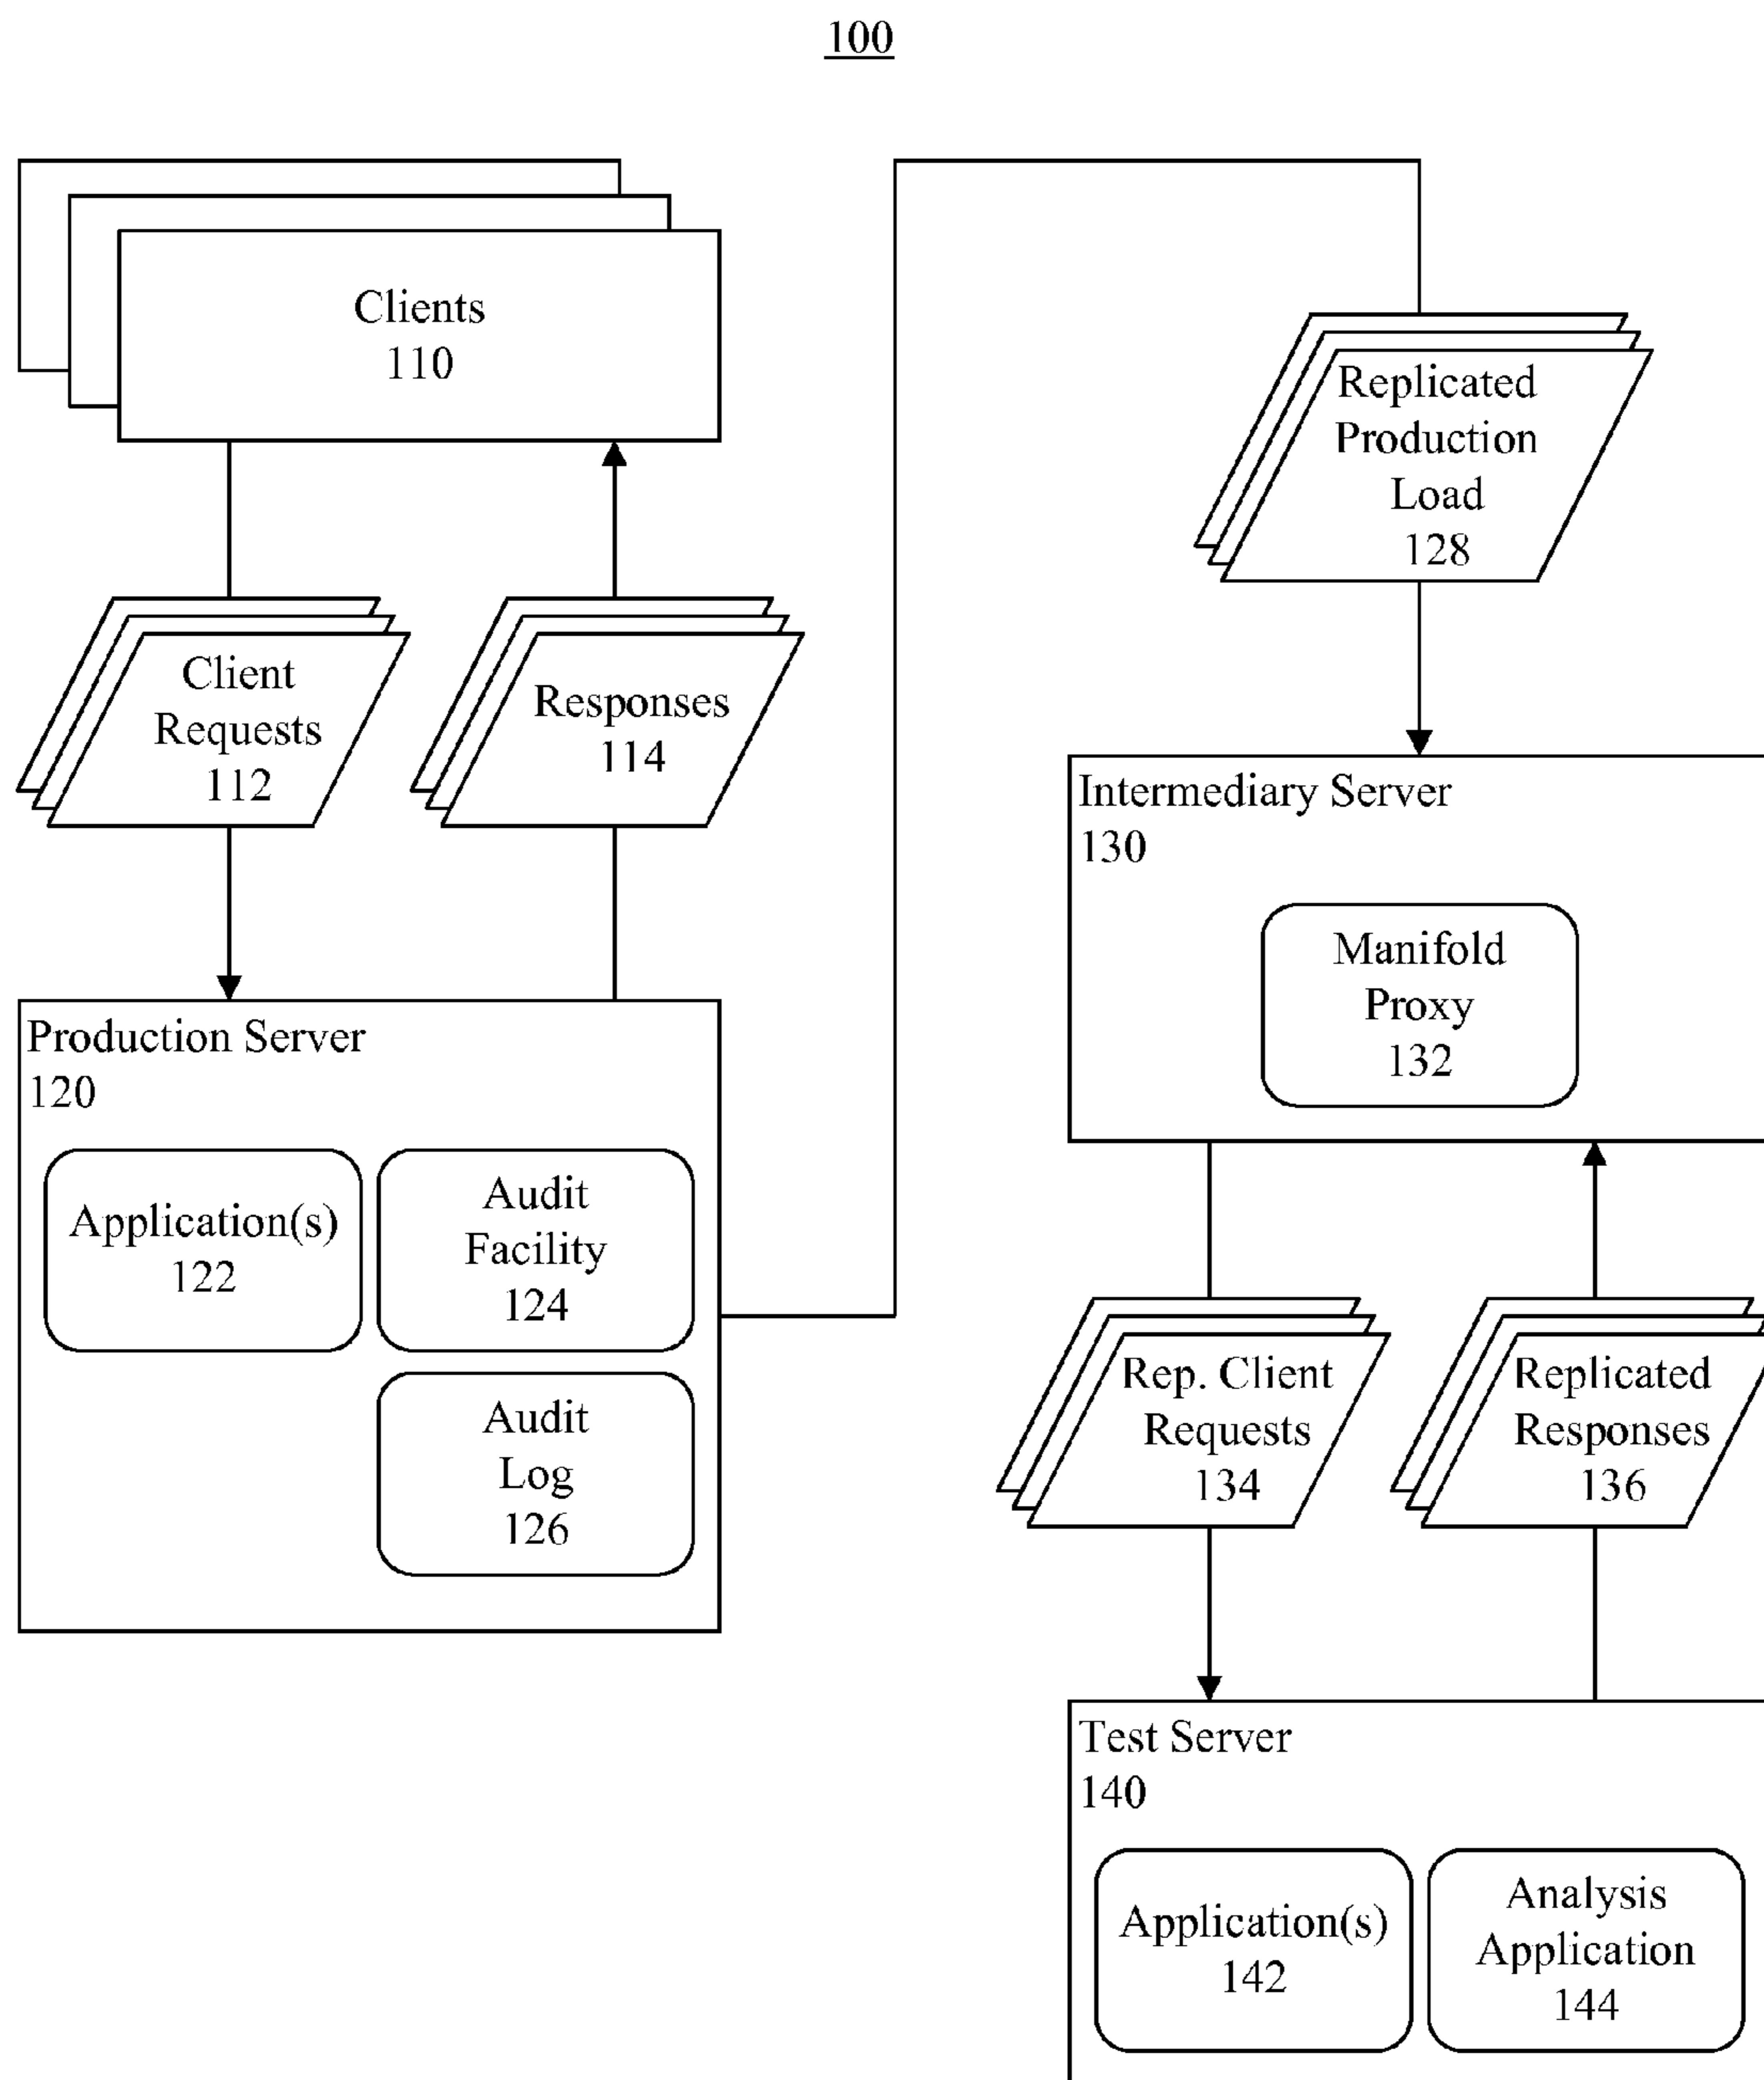 100
Clients
110
Client
Requests
112
Responses
114
Production Server
120
Application(s)
122
Audit
Facility
124
Audit
Log
126
Replicated
Production
Load
128
Intermediary Server
130
Manifold
Proxy
132
Rep. Client
Requests
134
Replicated
Responses
136
Test Server
140
Application(s)
142
Analysis
Application
144